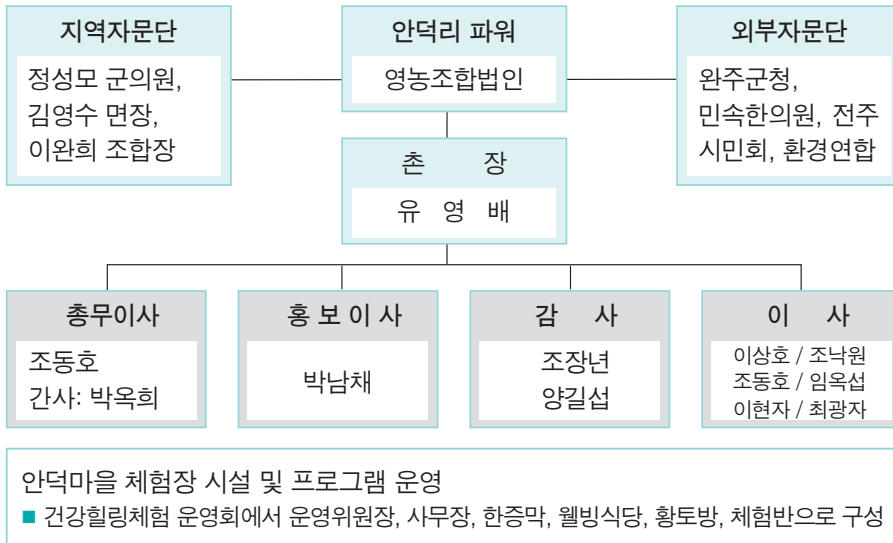 지역자문단
정성모 군의원,
김영수 면장,
이완희 조합장
안덕리 파워
영농조합법인
외부자문단
완주군청,
민속한의원, 전주
시민회, 환경연합
촌 장
유 영 배
총무이사
조동호
간사: 박옥희
홍 보 이 사
박남채
감 사
조장년
양길섭
이 사
이상호 / 조낙원
조동호 / 임옥섭
이현자 / 최광자
안덕마을 체험장 시설 및 프로그램 운영
■ 건강힐링체험 운영회에서 운영위원장, 사무장, 한증막, 웰빙식당, 황토방, 체험반으로 구성